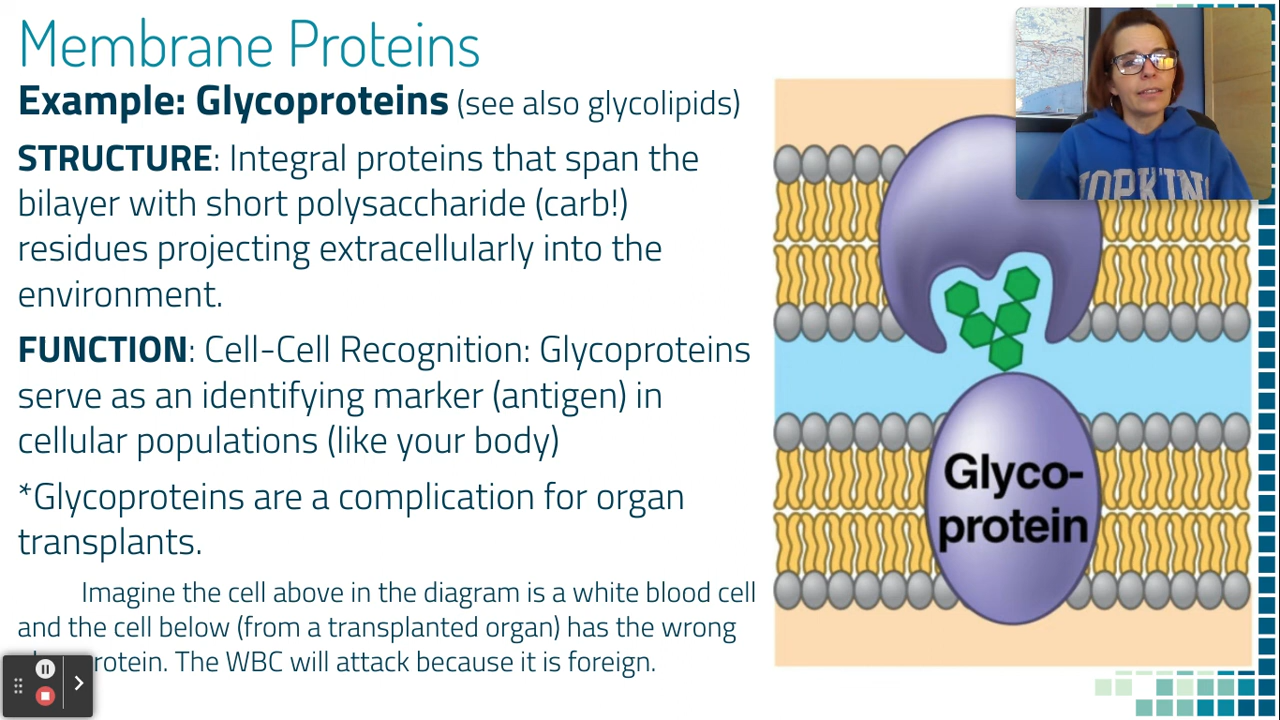 Membrane Proteins
Example: Glycoproteins (see also glycolipids)
STRUCTURE: Integral proteins that span the
bilayer with short polysaccharide (carb!)
residues projecting extracellularly into the
environment.
FUNCTION: Cell-Cell Recognition: Glycoproteins
serve as an identifying marker (antigen) in
cellular populations (like your body)
*Glycoproteins are a complication for organ
transplants.
Imagine the cell above in the diagram is a white blood cell
and the cell below (from a transplanted organ) has the wrong
rotein. The WBC will attack because it is foreign.
Glyco-
protein